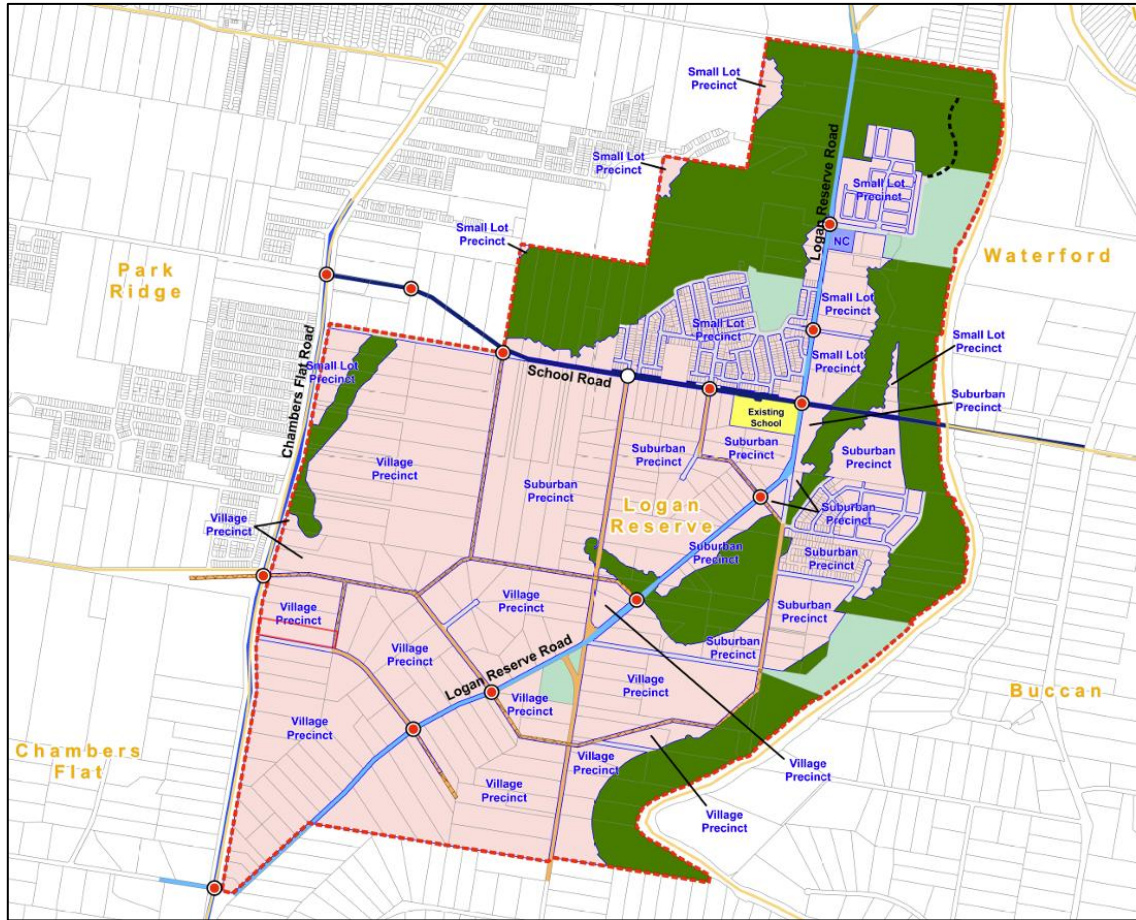 Small Lot
Precinct
Small Lot
Precinct
Small Lot
Precinct
Logan Reserve Road
Small Lot
Precinct
NC
Waterford
Park
Ridge
Small Lot
Precinct
Small Lot
Precinct
Small Lot
Precinct
Small Lot
Precinct
Chambers Flat Road
Small Lot
Precinct
School Road
Suburban
Precinct
Existing
School
Village
Precinct
Suburban
Precinct
Suburban
Precinct
Suburban
Precinct
Suburban
Precinct
Logan
Reserve
Suburban
Precinct
Village
Precinct
Suburban
Precinct
Suburban
Precinct
Village
Precinct
Village
Precinct
Suburban
Precinct
Village
Precinct
Suburban
Precinct
Logan Reserve Road
Village
Precinct
Village
Precinct
Buccan
Village
Precinct
Chambers
Flat
Village
Precinct
Village
Precinct
Village
Precinct
Village
Precinct